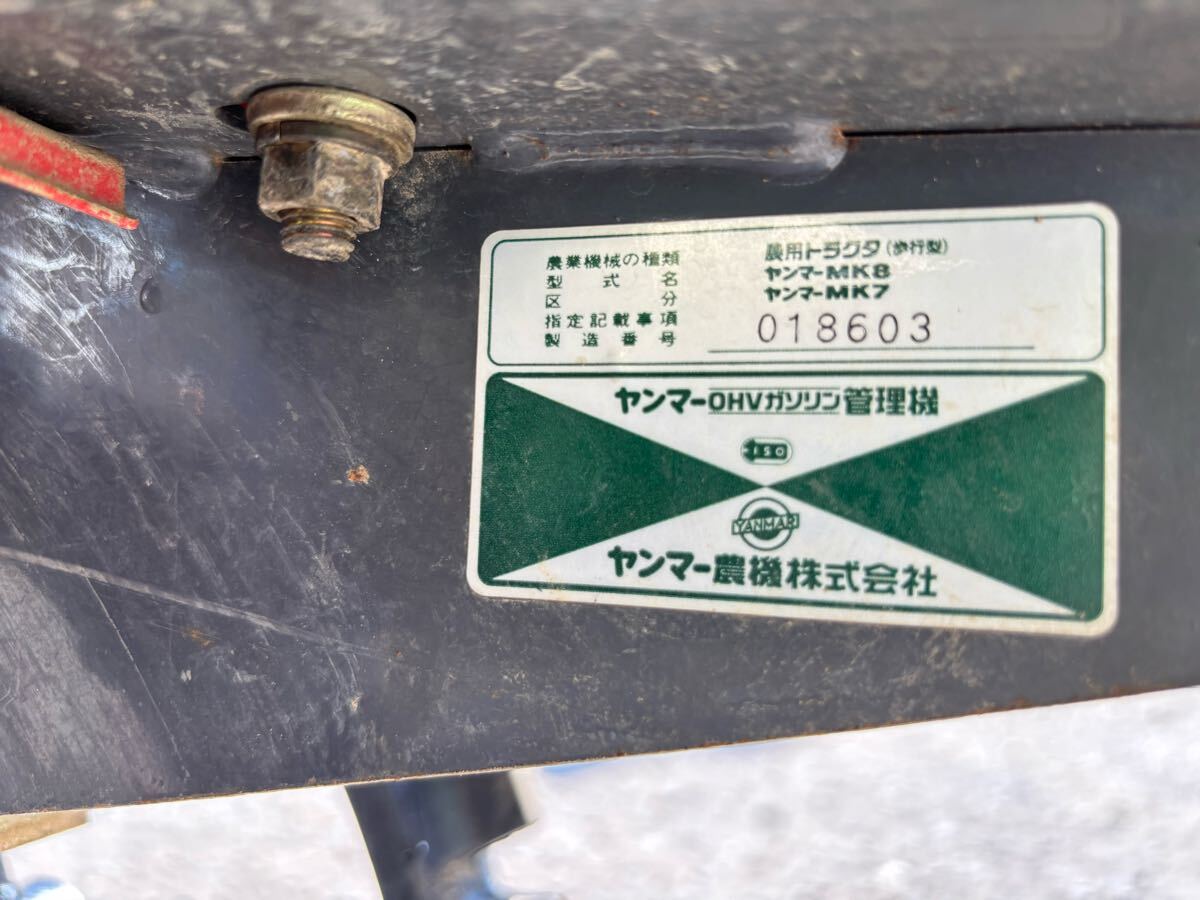 農業機械の種類 農用トラクタ(歩行型)
型式名 ヤンマーMK8
区分 ヤンマーMK7
指定記載事項
製造番号 018603
ヤンマーOHVガソリン管理機
ISO
YANMAR
ヤンマー農機株式会社